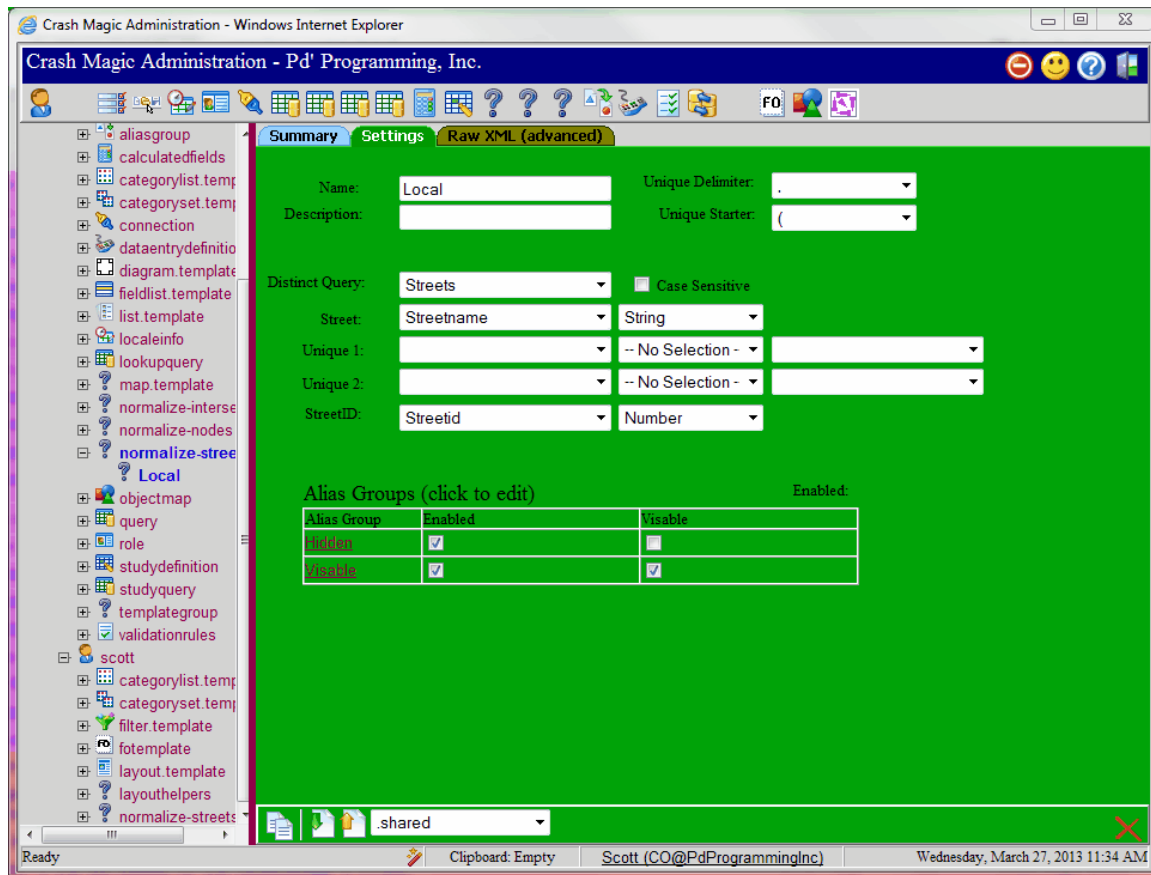 Crash Magic Administration - Windows Internet Explorer
Crash Magic Administration - Pd' Programming, Inc.
FO
aliasgroup
calculatedfields
categorylist.temp
categoryset.temp
connection
dataentrydefinitio
diagram.template
fieldlist.template
list.template
localeinfo
lookupquery
map.template
normalize-interse
normalize-nodes
normalize-stree
Local
objectmap
query
role
studydefinition
studyquery
templategroup
validationrules
scott
categorylist.temp
categoryset.temp
filter.template
FO fotemplate
layout.template
layouthelpers
normalize-streets
Summary Settings Raw XML (advanced)
Name: Local Unique Delimiter: .
Description: Unique Starter: (
Distinct Query: Streets Case Sensitive
Street: Streetname String
Unique 1: -- No Selection -
Unique 2: -- No Selection -
StreetID: Streetid Number
Alias Groups (click to edit) Enabled:
Alias Group Enabled Visable
Hidden
Visable
.shared
Ready Clipboard: Empty Scott (CO@PdProgrammingInc) Wednesday, March 27, 2013 11:34 AM